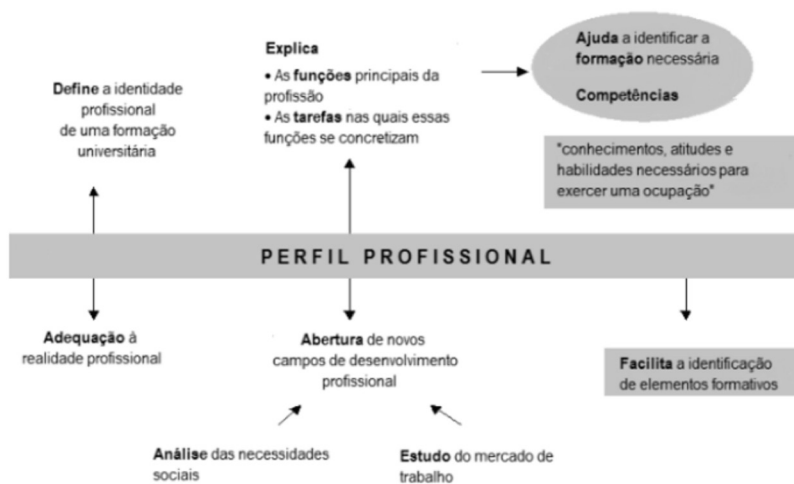 Define a identidade
profissional
de uma formação
universitária
Explica
• As funções principais da
profissão
• As tarefas nas quais essas
funções se concretizam
Ajuda a identificar a
formação necessária
Competências
"conhecimentos, atitudes e
habilidades necessários para
exercer uma ocupação"
PERFIL PROFISSIONAL
Adequação à
realidade profissional
Abertura de novos
campos de desenvolvimento
profissional
Facilita a identificação
de elementos formativos
Análise das necessidades
sociais
Estudo do mercado de
trabalho